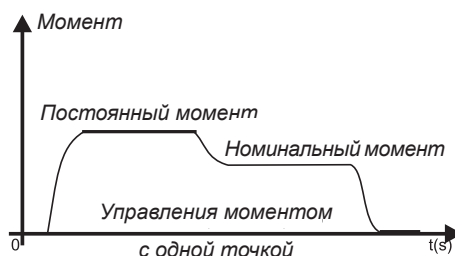 Момент
Постоянный момент
Номинальный момент
Управления моментом
0
t(s)
с одной точкой